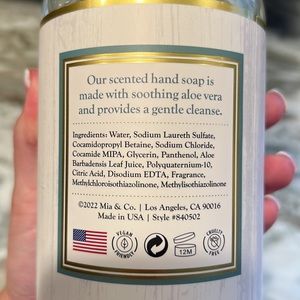 Our scented hand soap is
made with soothing aloe vera
and provides a gentle cleanse.
Ingredients: Water, Sodium Laureth Sulfate,
Cocamidopropyl Betaine, Sodium Chloride,
Cocamide MIPA, Glycerin, Panthenol, Aloe
Barbadensis Leaf Juice, Polyquaternium-10,
Citric Acid, Disodium EDTA, Fragrance,
Methylchloroisothiazolinone, Methylisothiazolinone
©2022 Mia & Co. | Los Angeles, CA 90016
Made in USA | Style #840502
VEGAN
FRIENDLY
12M
CRUELTY
FREE